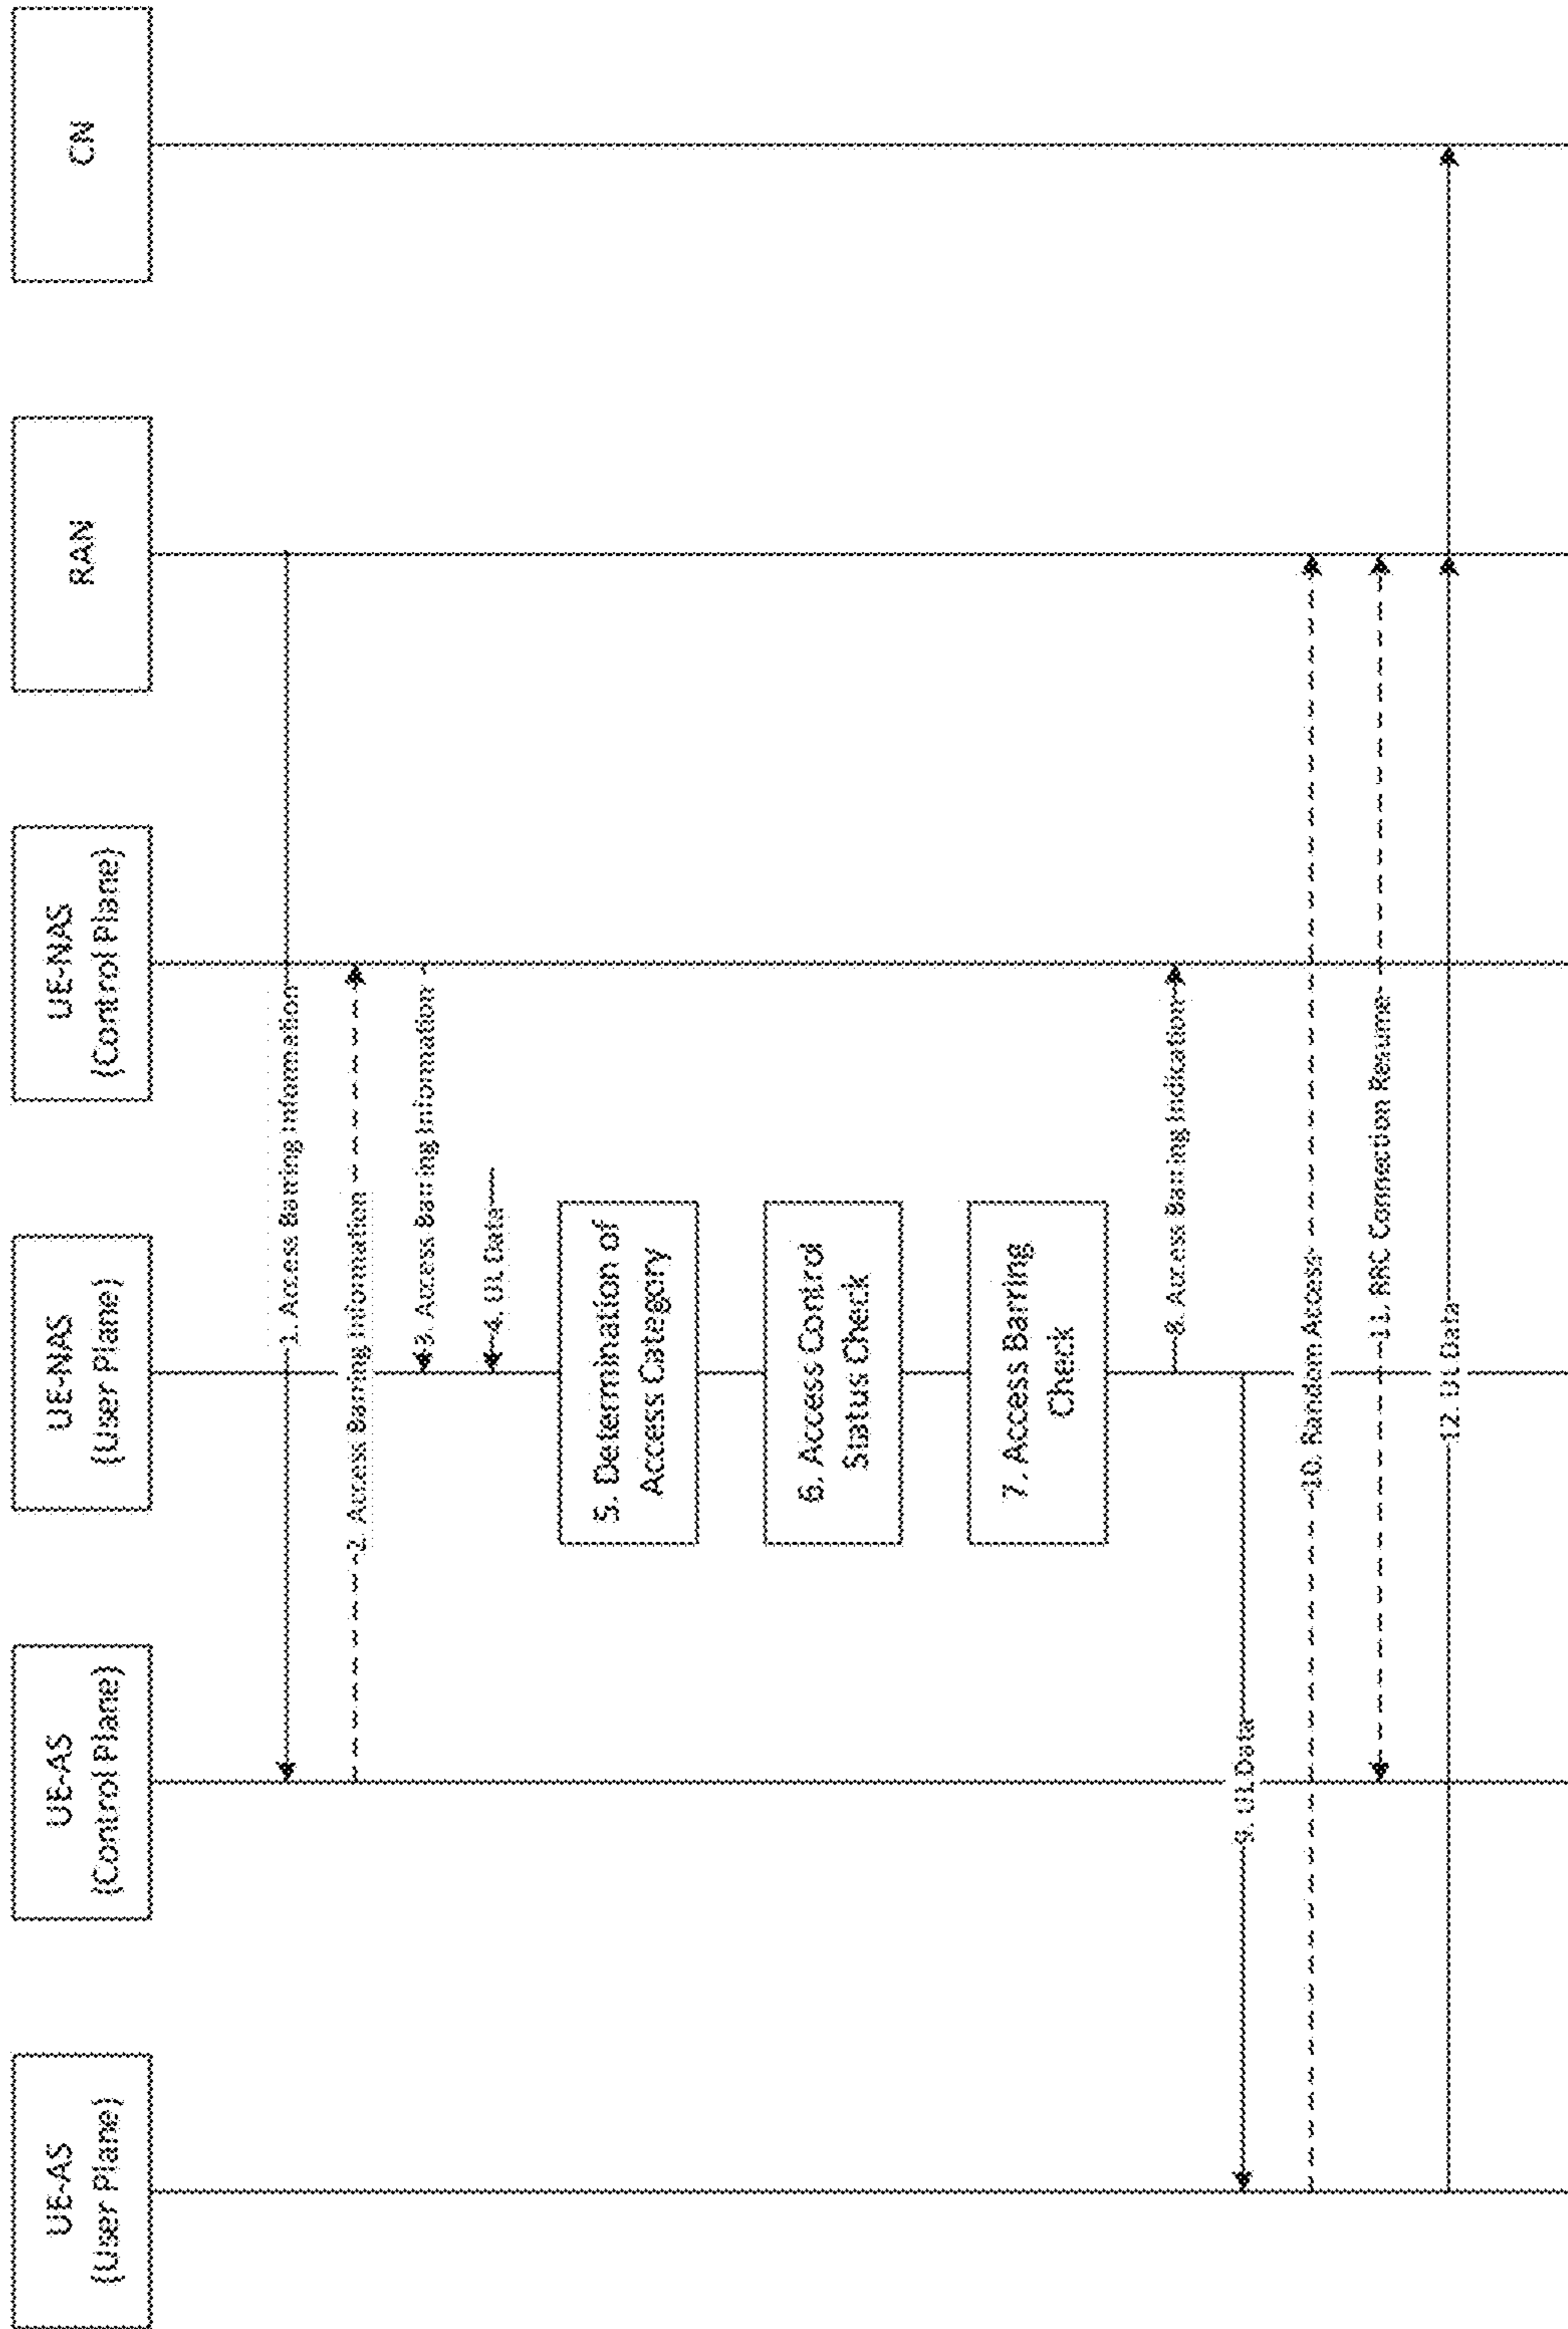 UE-AS
(User Plane)
UE-AS
(Control Plane)
UE-NAS
(User Plane)
UE-NAS
(Control Plane)
RAN
CN
1. Access Barring Information
2. Access Barring Information
3. Access Barring Information
4. UL Data
5. Determination of
Access Category
6. Access Control
Status Check
7. Access Barring
Check
8. Access Barring Indication
9. UL Data
10. Random Access
11. RRC Connection Resume
12. UL Data